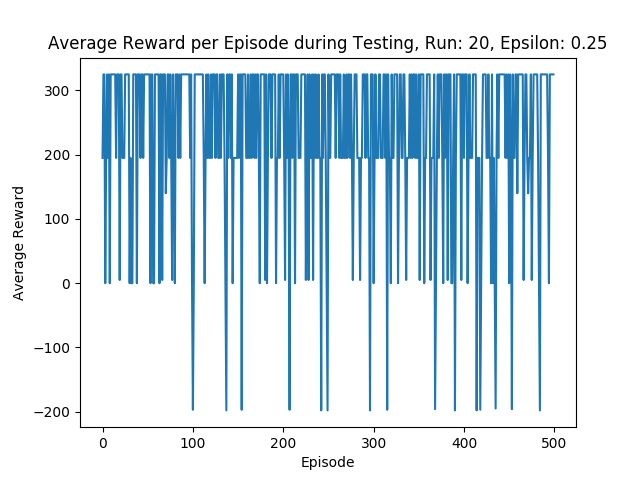 Average Reward per Episode during Testing, Run: 20, Epsilon: 0.25
300
200
100
0
−100
−200
Average Reward
0 100 200 300 400 500
Episode